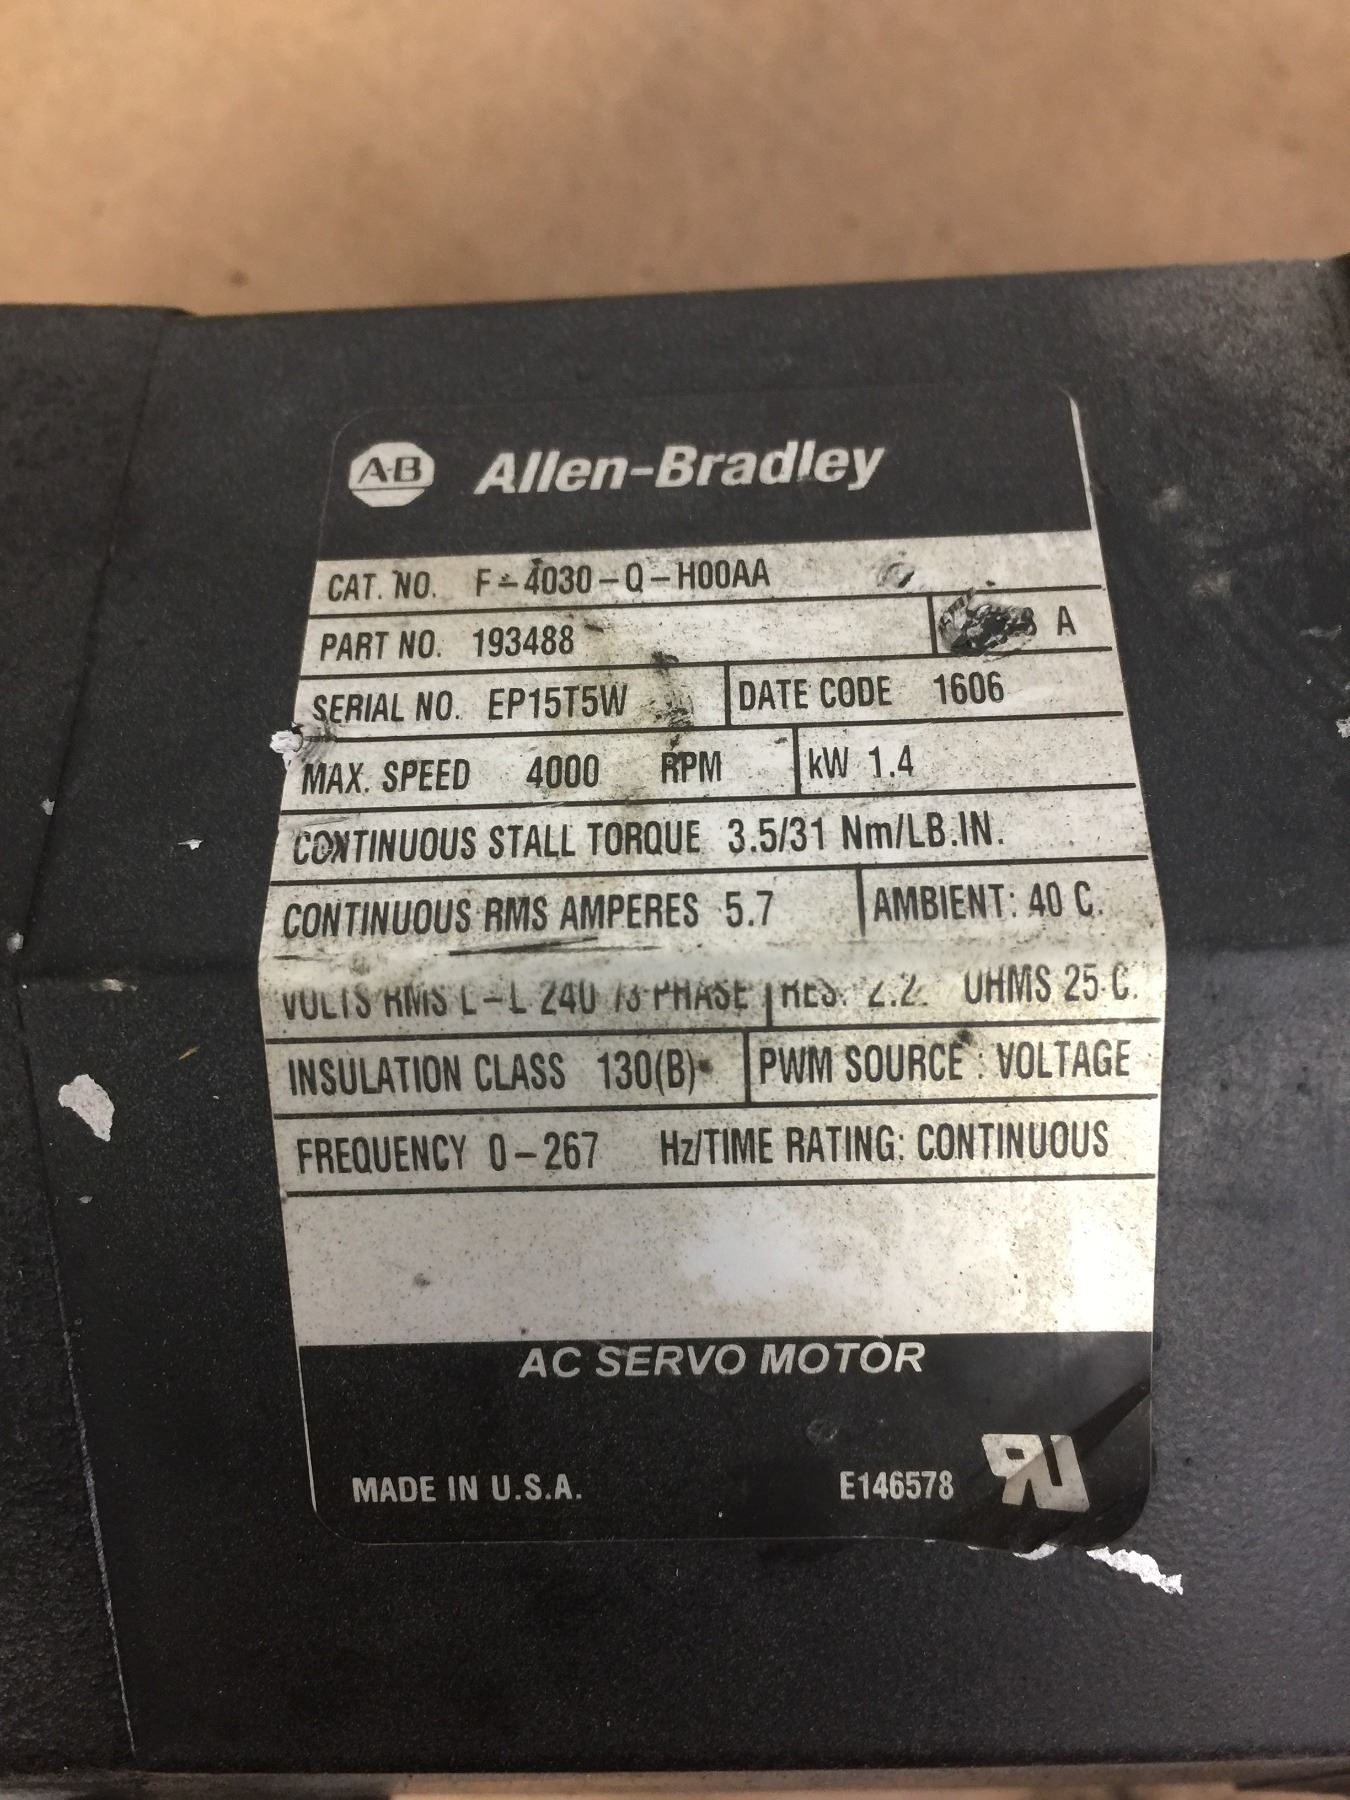 A-B Allen-Bradley
CAT. NO. F-4030-Q-H00AA
PART NO. 193488 A
SERIAL NO. EP15T5W DATE CODE 1606
MAX. SPEED 4000 RPM kW 1.4
CONTINUOUS STALL TORQUE 3.5/31 Nm/LB.IN.
CONTINUOUS RMS AMPERES 5.7 AMBIENT: 40 C.
VOLTS RMS L-L 240 /3 PHASE RES. 2.2 OHMS 25 C.
INSULATION CLASS 130(B) PWM SOURCE : VOLTAGE
FREQUENCY 0-267 Hz/TIME RATING: CONTINUOUS
AC SERVO MOTOR
MADE IN U.S.A. E146578 RU